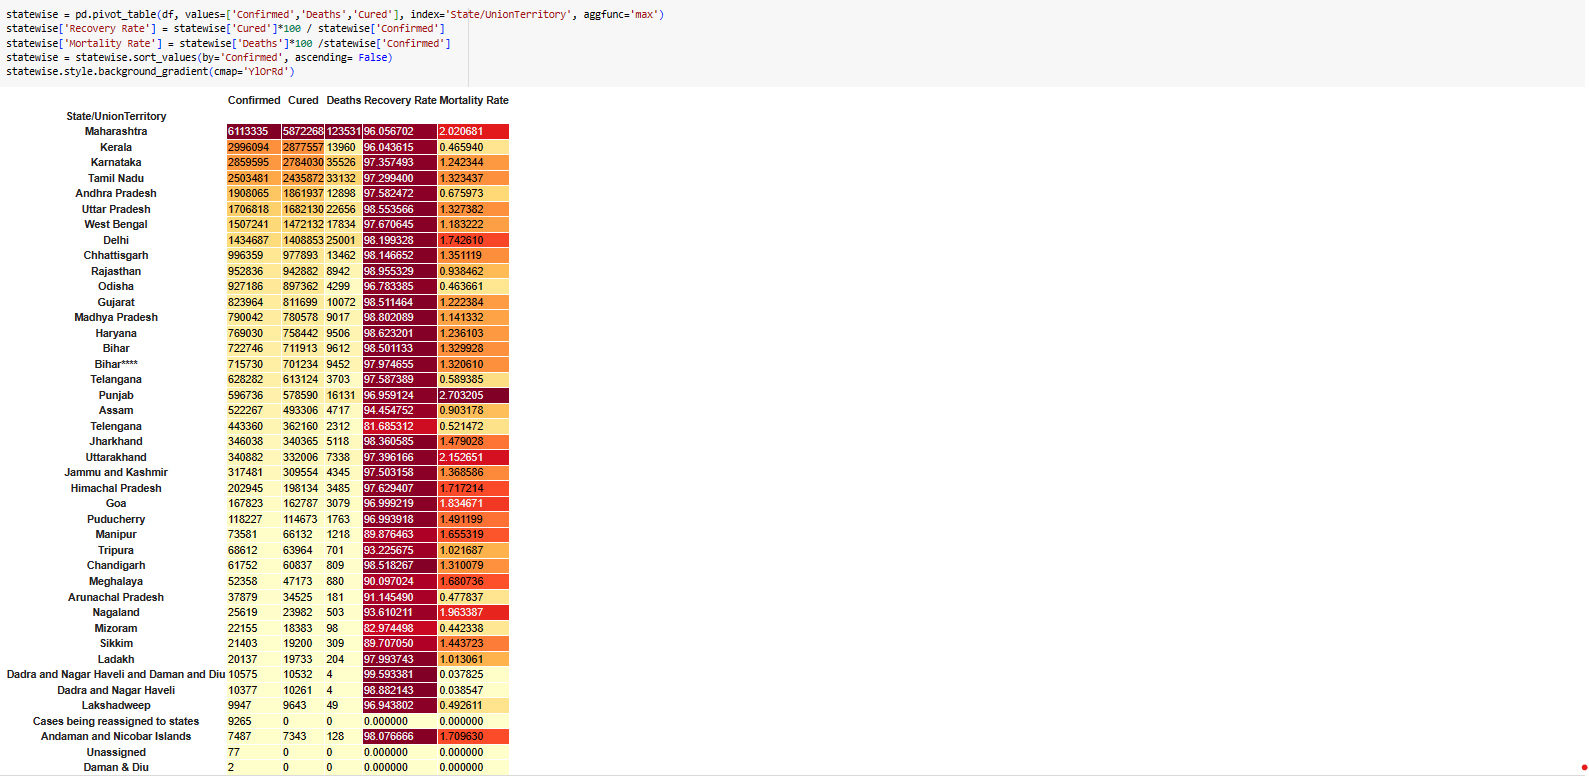 statewise = pd.pivot_table(df, values=['Confirmed','Deaths','Cured'], index='State/UnionTerritory', aggfunc='max')
statewise['Recovery Rate'] = statewise['Cured']*100 / statewise['Confirmed']
statewise['Mortality Rate'] = statewise['Deaths']*100 /statewise['Confirmed']
statewise = statewise.sort_values(by='Confirmed', ascending= False)
statewise.style.background_gradient(cmap='YlOrRd')
Confirmed Cured Deaths Recovery Rate Mortality Rate
State/UnionTerritory
Maharashtra 6113335 5872268 123531 96.056702 2.020681
Kerala 2996094 2877557 13960 96.043615 0.465940
Karnataka 2859595 2784030 35526 97.357493 1.242344
Tamil Nadu 2503481 2435872 33132 97.299400 1.323437
Andhra Pradesh 1908065 1861937 12898 97.582472 0.675973
Uttar Pradesh 1706818 1682130 22656 98.553566 1.327382
West Bengal 1507241 1472132 17834 97.670645 1.183222
Delhi 1434687 1408853 25001 98.199328 1.742610
Chhattisgarh 996359 977893 13462 98.146652 1.351119
Rajasthan 952836 942882 8942 98.955329 0.938462
Odisha 927186 897362 4299 96.783385 0.463661
Gujarat 823964 811699 10072 98.511464 1.222384
Madhya Pradesh 790042 780578 9017 98.802089 1.141332
Haryana 769030 758442 9506 98.623201 1.236103
Bihar 722746 711913 9612 98.501133 1.329928
Bihar**** 715730 701234 9452 97.974655 1.320610
Telangana 628282 613124 3703 97.587389 0.589385
Punjab 596736 578590 16131 96.959124 2.703205
Assam 522267 493306 4717 94.454752 0.903178
Telengana 443360 362160 2312 81.685312 0.521472
Jharkhand 346038 340365 5118 98.360585 1.479028
Uttarakhand 340882 332006 7338 97.396166 2.152651
Jammu and Kashmir 317481 309554 4345 97.503158 1.368586
Himachal Pradesh 202945 198134 3485 97.629407 1.717214
Goa 167823 162787 3079 96.999219 1.834671
Puducherry 118227 114673 1763 96.993918 1.491199
Manipur 73581 66132 1218 89.876463 1.655319
Tripura 68612 63964 701 93.225675 1.021687
Chandigarh 61752 60837 809 98.518267 1.310079
Meghalaya 52358 47173 880 90.097024 1.680736
Arunachal Pradesh 37879 34525 181 91.145490 0.477837
Nagaland 25619 23982 503 93.610211 1.963387
Mizoram 22155 18383 98 82.974498 0.442338
Sikkim 21403 19200 309 89.707050 1.443723
Ladakh 20137 19733 204 97.993743 1.013061
Dadra and Nagar Haveli and Daman and Diu 10575 10532 4 99.593381 0.037825
Dadra and Nagar Haveli 10377 10261 4 98.882143 0.038547
Lakshadweep 9947 9643 49 96.943802 0.492611
Cases being reassigned to states 9265 0 0 0.000000 0.000000
Andaman and Nicobar Islands 7487 7343 128 98.076666 1.709630
Unassigned 77 0 0 0.000000 0.000000
Daman & Diu 2 0 0 0.000000 0.000000